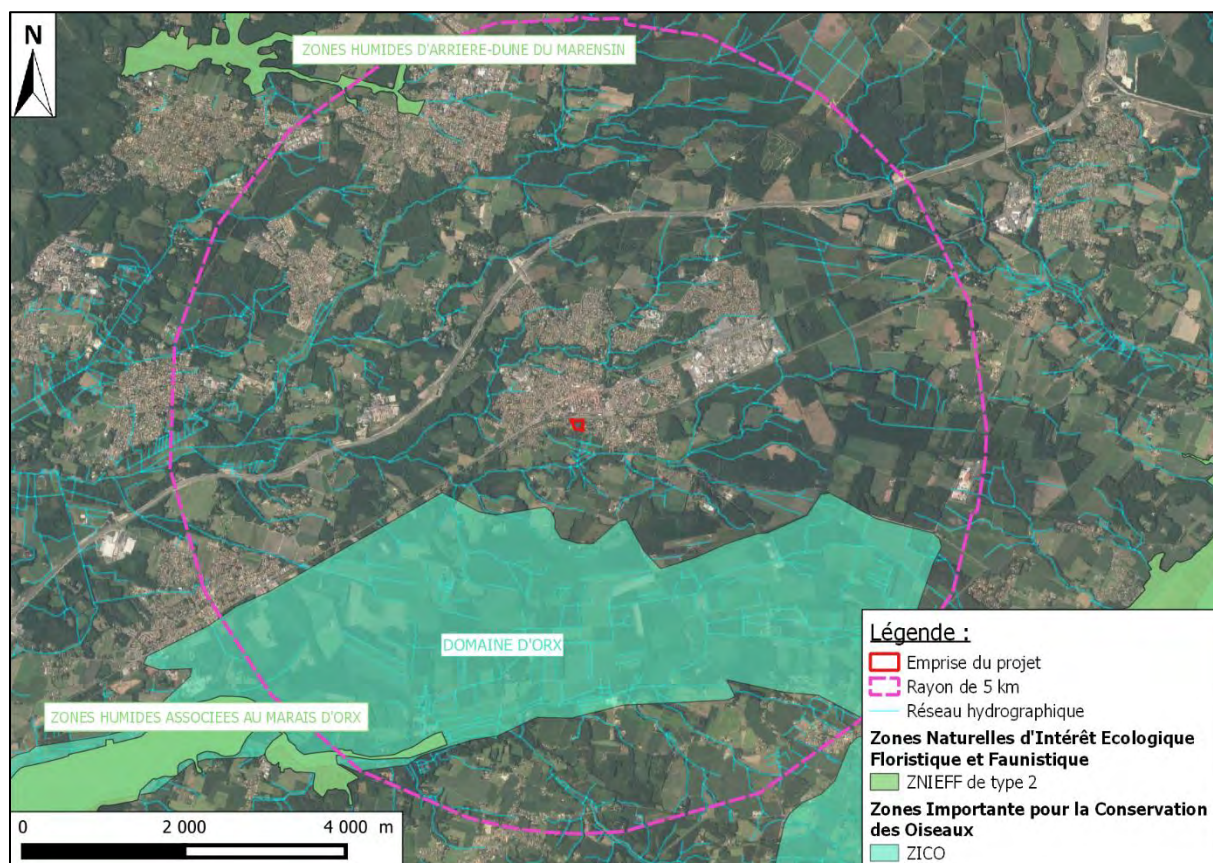 N
ZONES HUMIDES D'ARRIERE-DUNE DU MARENSIN
DOMAINE D'ORX
ZONES HUMIDES ASSOCIEES AU MARAIS D'ORX
0 2 000 4 000 m
Légende :
Emprise du projet
Rayon de 5 km
Réseau hydrographique
Zones Naturelles d'Intérêt Ecologique
Floristique et Faunistique
ZNIEFF de type 2
Zones Importante pour la Conservation
des Oiseaux
ZICO